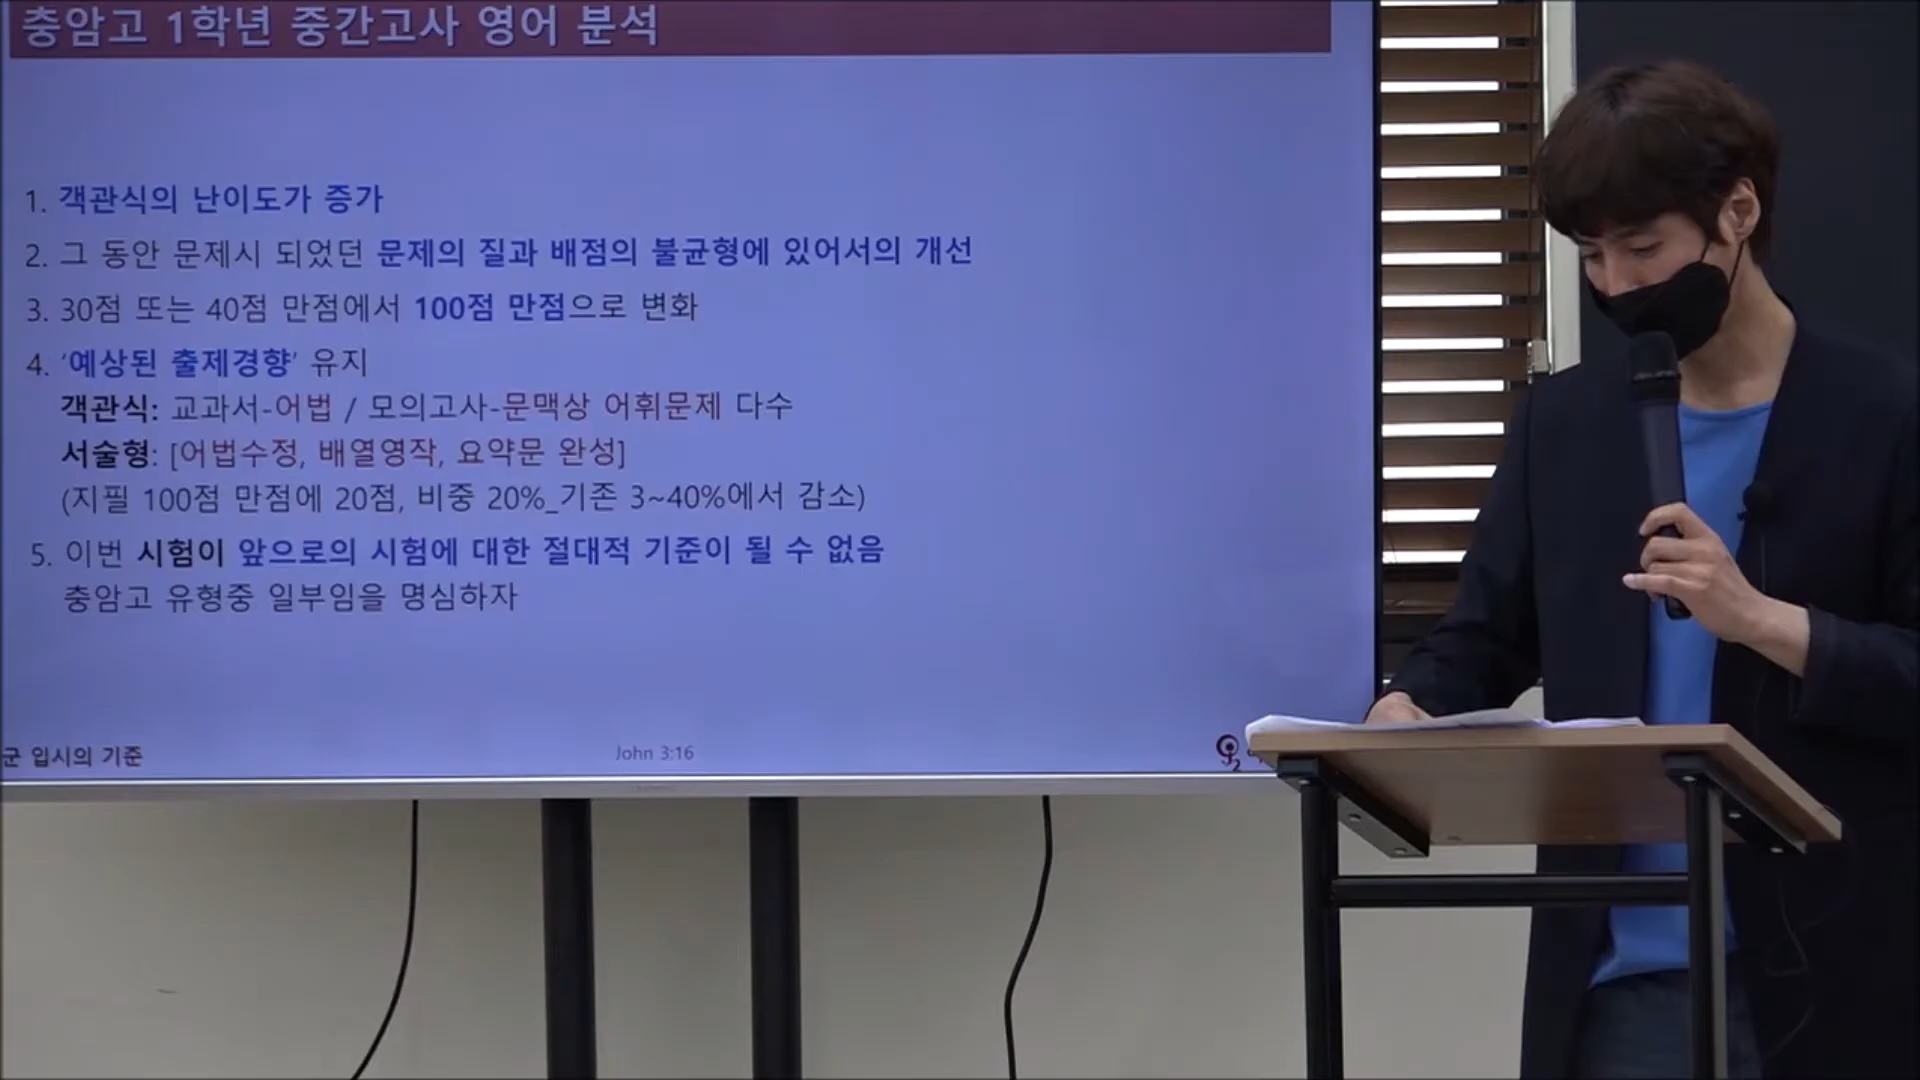 충암고 1학년 중간고사 영어 분석
1. 객관식의 난이도가 증가
2. 그 동안 문제시 되었던 문제의 질과 배점의 불균형에 있어서의 개선
3. 30점 또는 40점 만점에서 100점 만점으로 변화
4. ‘예상된 출제경향’ 유지
객관식: 교과서-어법 / 모의고사-문맥상 어휘문제 다수
서술형: [어법수정, 배열영작, 요약문 완성]
(지필 100점 만점에 20점, 비중 20%_기존 3~40%에서 감소)
5. 이번 시험이 앞으로의 시험에 대한 절대적 기준이 될 수 없음
충암고 유형중 일부임을 명심하자
군 입시의 기준
John 3:16